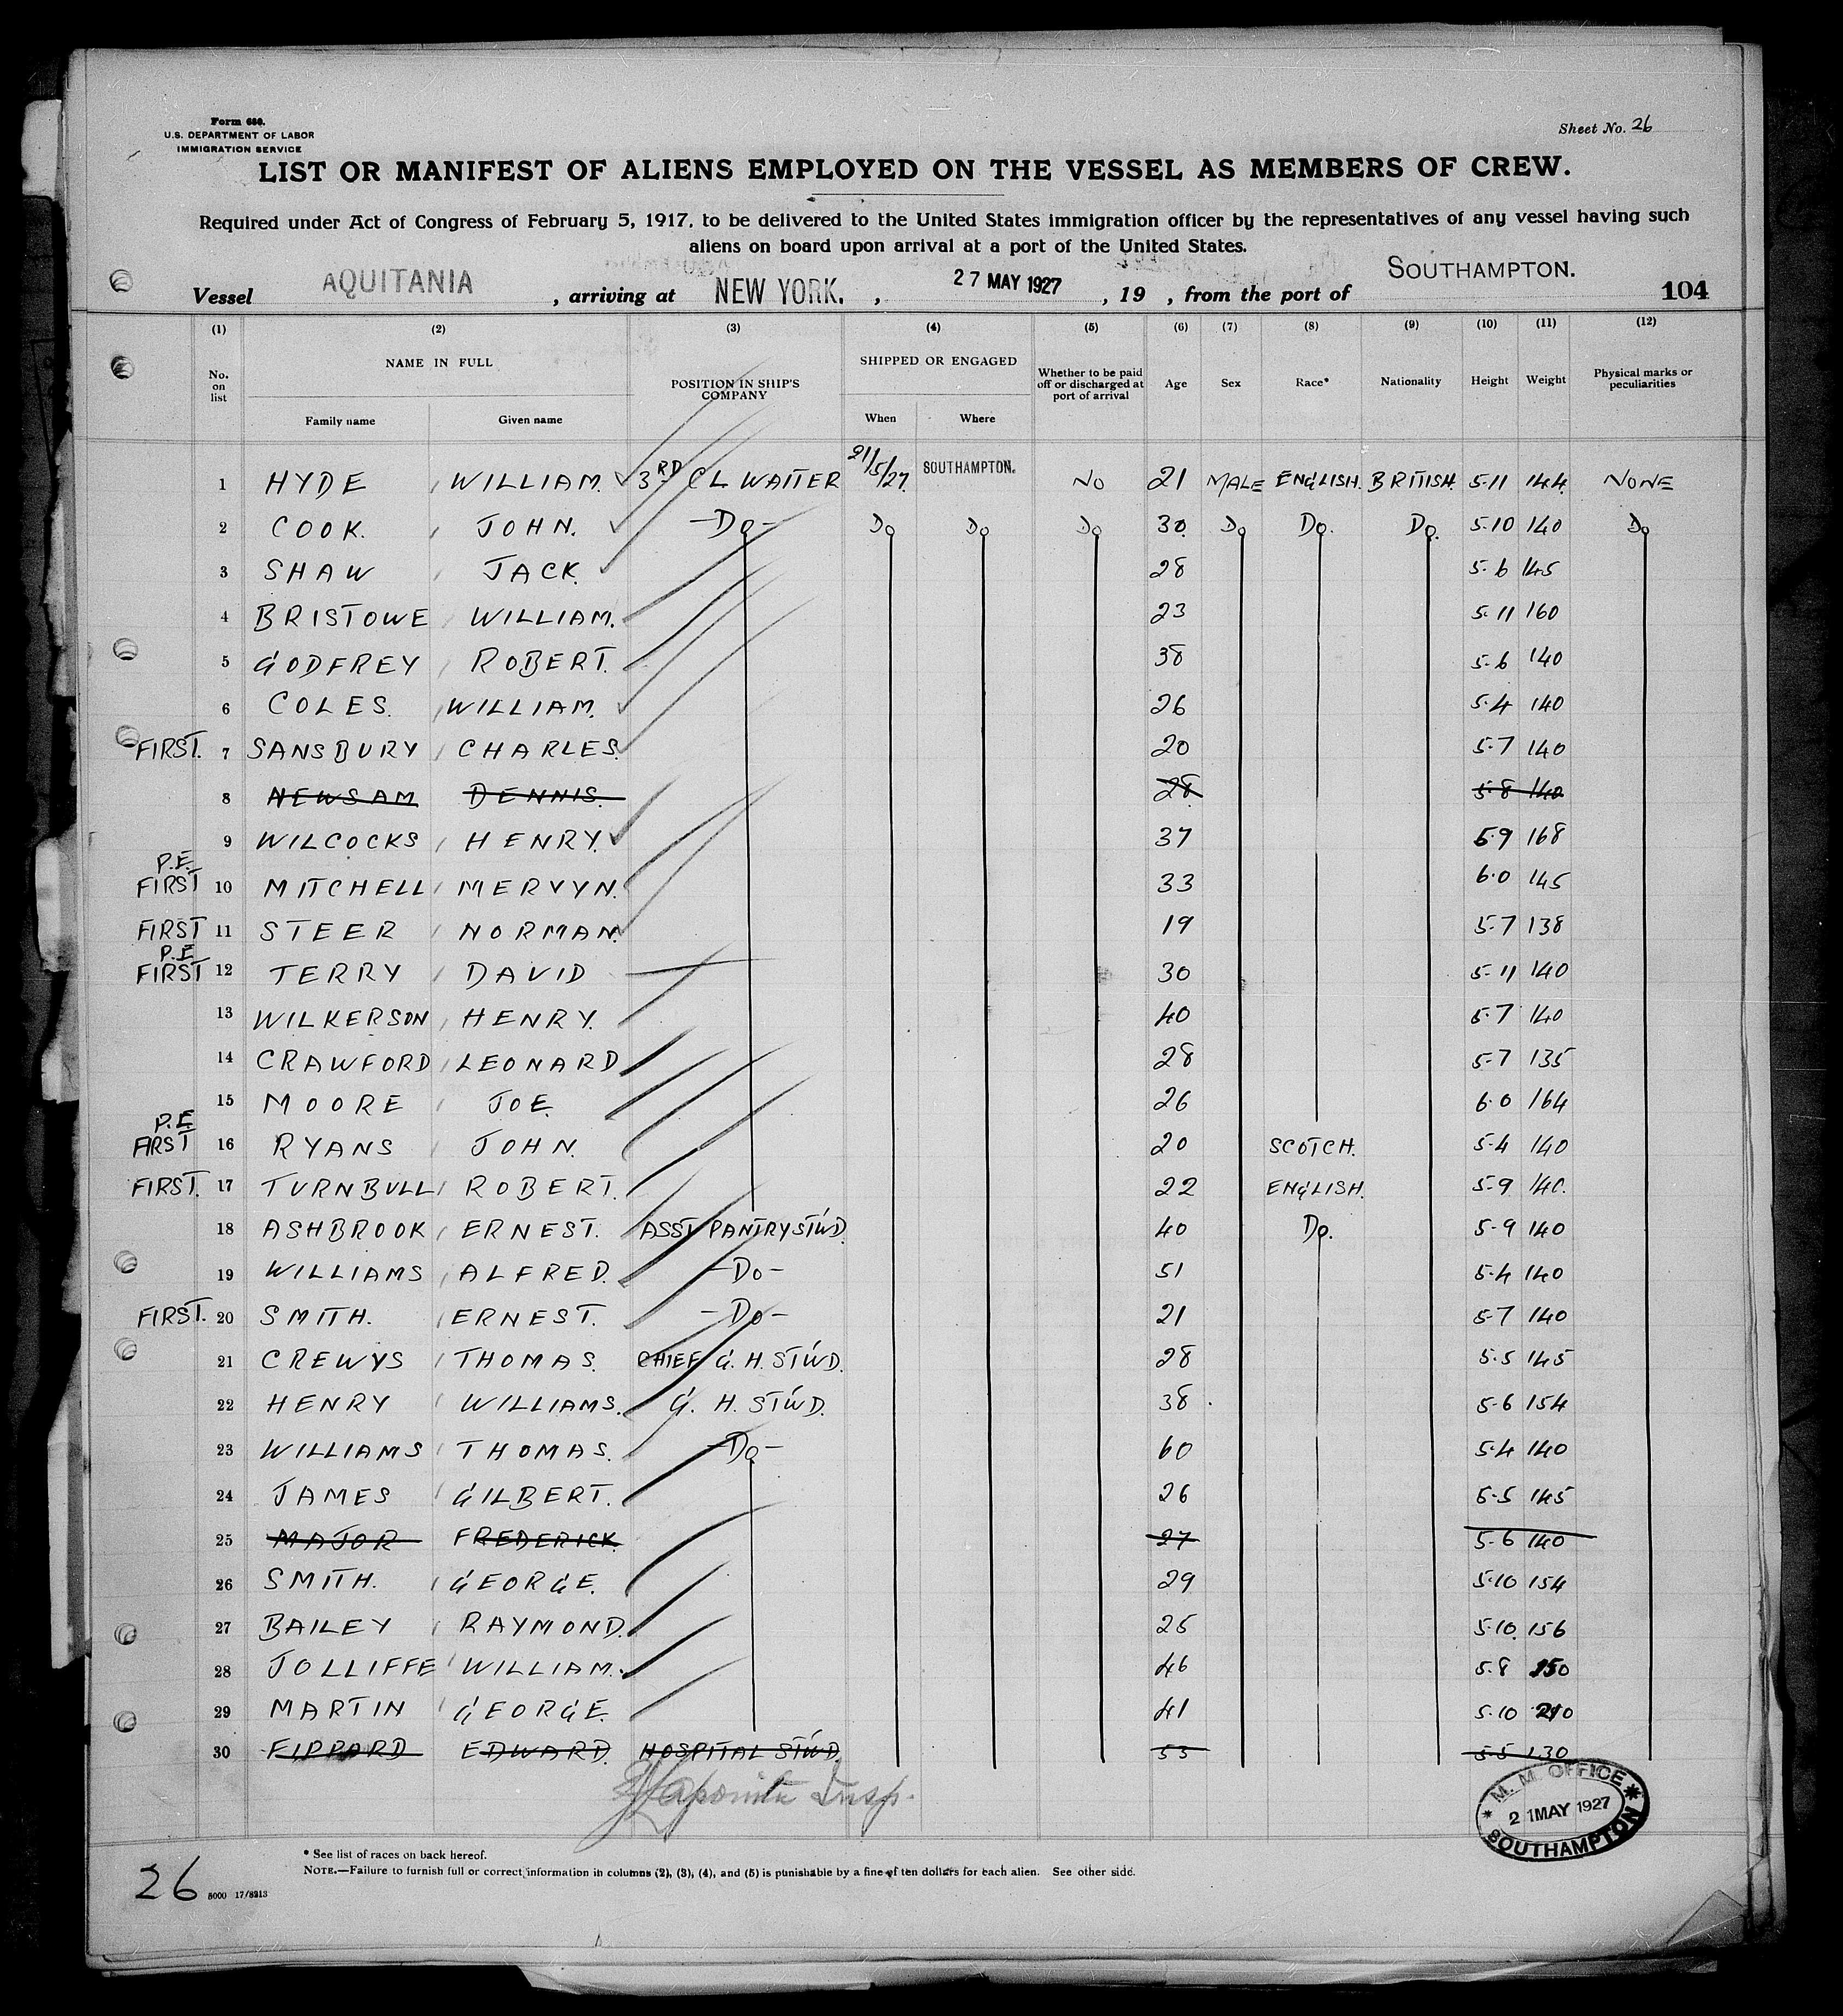 Form 680.
U.S. DEPARTMENT OF LABOR
IMMIGRATION SERVICE
Sheet No. 26
LIST OR MANIFEST OF ALIENS EMPLOYED ON THE VESSEL AS MEMBERS OF CREW.
Required under Act of Congress of February 5, 1917, to be delivered to the United States immigration officer by the representatives of any vessel having such
aliens on board upon arrival at a port of the United States.
Vessel AQUITANIA, arriving at NEW YORK., 27 MAY 1927, 19 , from the port of SOUTHAMPTON. 104
(1) (2) (3) (4) (5) (6) (7) (8) (9) (10) (11) (12)
No. on list NAME IN FULL Family name Given name POSITION IN SHIP'S COMPANY SHIPPED OR ENGAGED When Where Whether to be paid off or discharged at port of arrival Age Sex Race* Nationality Height Weight Physical marks or peculiarities
1 HYDE WILLIAM. 3RD CL WAITER 21/5/27. SOUTHAMPTON. NO 21 MALE ENGLISH. BRITISH. 5-11 144 NONE
2 COOK. JOHN. -Do- Do Do Do 30. Do Do. Do. 5-10 140 Do
3 SHAW JACK. 28 5-6 145
4 BRISTOWE WILLIAM. 23 5-11 160
5 GODFREY ROBERT. 38 5-6 140
6 COLES. WILLIAM. 26 5-4 140
FIRST. 7 SANSBURY CHARLES. 20 5-7 140
8 NEWSAM DENNIS. 28 5-8 140
9 WILCOCKS HENRY. 37 5-9 168
P.E. FIRST 10 MITCHELL MERVYN. 33 6-0 145
FIRST 11 STEER NORMAN. 19 5-7 138
P.E. FIRST 12 TERRY DAVID 30 5-11 140
13 WILKERSON HENRY. 40 5-7 140
14 CRAWFORD LEONARD 28 5-7 135
15 MOORE JOE. 26 6-0 164
P.E FIRST 16 RYANS JOHN. 20 SCOTCH. 5-4 140
FIRST. 17 TURNBULL ROBERT. 22 ENGLISH. 5-9 140.
18 ASHBROOK ERNEST. ASST PANTRY STWD. 40 Do. 5-9 140
19 WILLIAMS ALFRED. -Do- 51 5-4 140
FIRST. 20 SMITH. ERNEST. -Do- 21 5-7 140
21 CREWYS THOMAS. CHIEF G. H. STWD. 28 5-5 145
22 HENRY WILLIAMS. G. H. STWD. 38 5-6 154
23 WILLIAMS THOMAS. -Do- 60 5-4 140
24 JAMES GILBERT. 26 5-5 145
25 MAJOR FREDERICK. 27 5-6 140
26 SMITH. GEORGE. 29 5-10 154
27 BAILEY RAYMOND. 25 5-10 156
28 JOLLIFFE WILLIAM. 46 5-8 150
29 MARTIN GEORGE. 41 5-10 210
30 FIPPARD EDWARD. HOSPITAL STWD. 53 5-5 130
Insp.
M. M. OFFICE
21 MAY 1927
SOUTHAMPTON
* See list of races on back hereof.
NOTE.—Failure to furnish full or correct information in columns (2), (3), (4), and (5) is punishable by a fine of ten dollars for each alien. See other side.
26 5000 17/8213